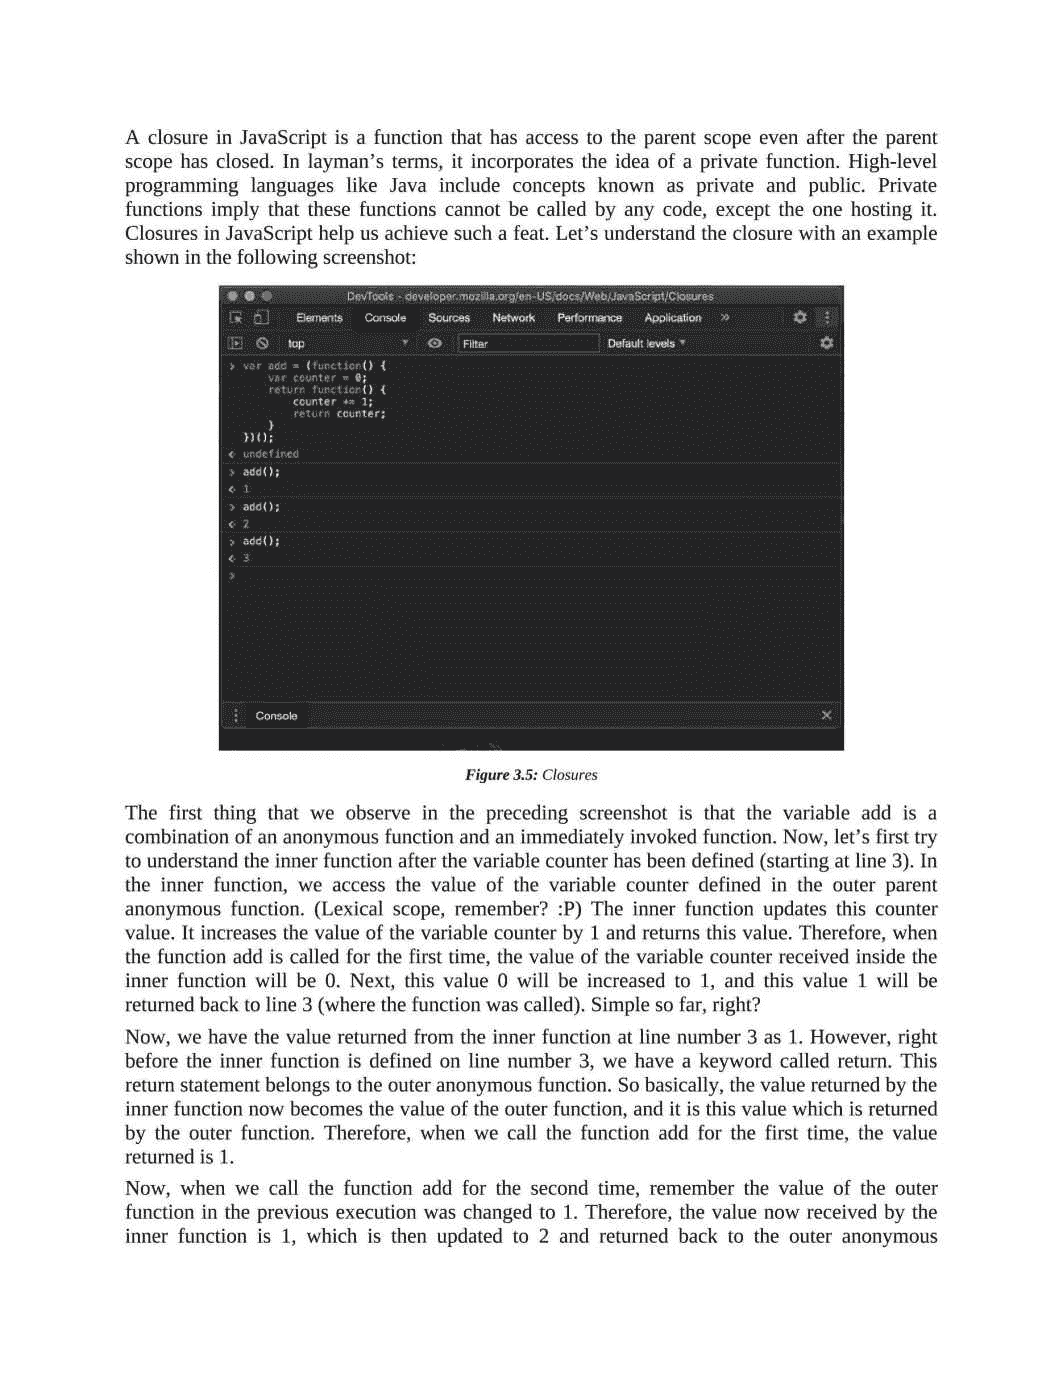 A closure in JavaScript is a function that has access to the parent scope even after the parent
scope has closed. In layman's terms, it incorporates the idea of a private function. High-level
programming languages like Java include concepts known as private and public. Private
functions imply that these functions cannot be called by any code, except the one hosting it.
Closures in JavaScript help us achieve such a feat. Let's understand the closure with an example
shown in the following screenshot:
DevTools - developer.mozilla.org/en-US/docs/Web/JavaScript/Closures
Elements Console Sources Network Performance Application »
top Filter Default levels ▼
> var add = (function() {
var counter = 0;
return function() {
counter += 1;
return counter;
}
})();
< undefined
> add();
< 1
> add();
< 2
> add();
< 3
>
Console ×
Figure 3.5: Closures
The first thing that we observe in the preceding screenshot is that the variable add is a
combination of an anonymous function and an immediately invoked function. Now, let's first try
to understand the inner function after the variable counter has been defined (starting at line 3). In
the inner function, we access the value of the variable counter defined in the outer parent
anonymous function. (Lexical scope, remember? :P) The inner function updates this counter
value. It increases the value of the variable counter by 1 and returns this value. Therefore, when
the function add is called for the first time, the value of the variable counter received inside the
inner function will be 0. Next, this value 0 will be increased to 1, and this value 1 will be
returned back to line 3 (where the function was called). Simple so far, right?
Now, we have the value returned from the inner function at line number 3 as 1. However, right
before the inner function is defined on line number 3, we have a keyword called return. This
return statement belongs to the outer anonymous function. So basically, the value returned by the
inner function now becomes the value of the outer function, and it is this value which is returned
by the outer function. Therefore, when we call the function add for the first time, the value
returned is 1.
Now, when we call the function add for the second time, remember the value of the outer
function in the previous execution was changed to 1. Therefore, the value now received by the
inner function is 1, which is then updated to 2 and returned back to the outer anonymous